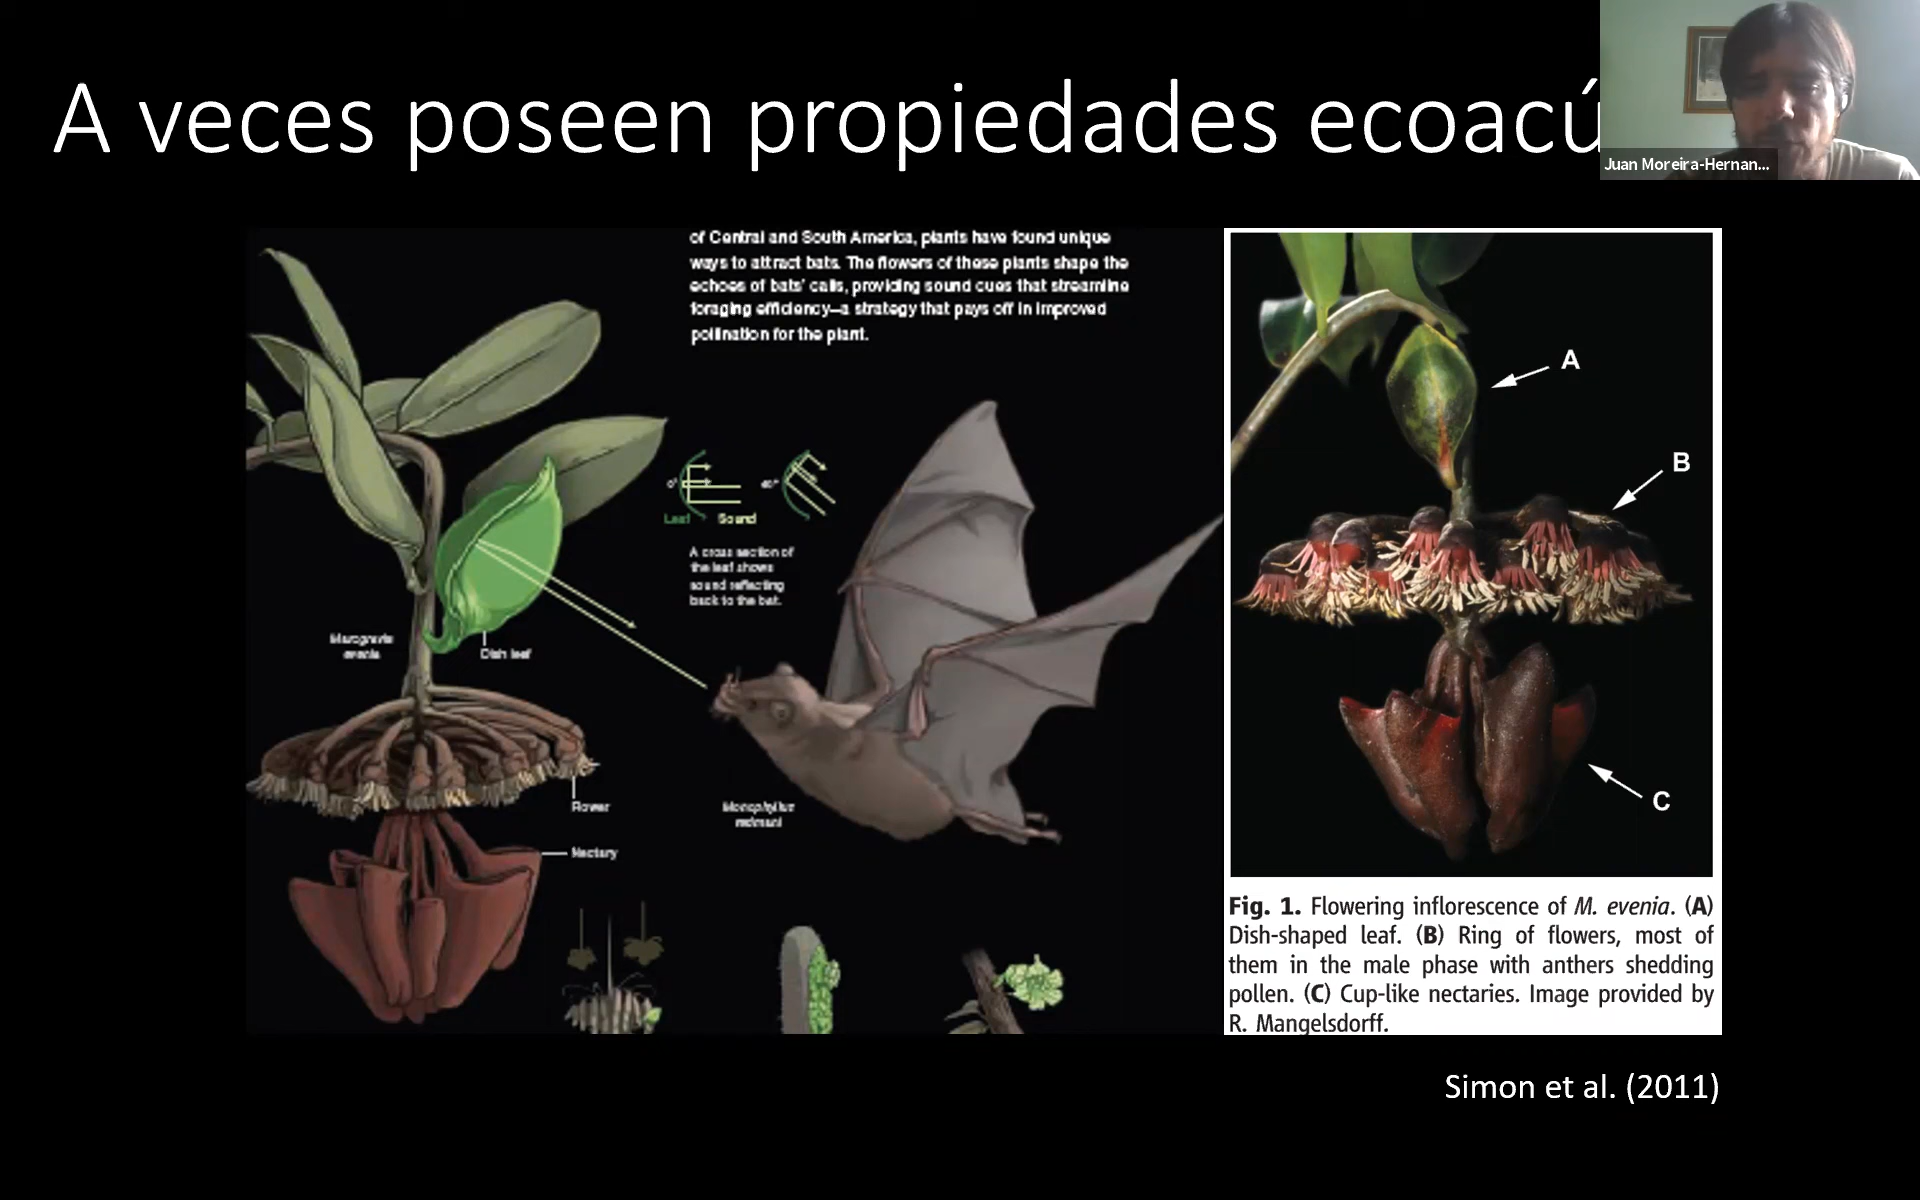 A veces poseen propiedades ecoacú
Juan Moreira-Hernan...
of Central and South America, plants have found unique
ways to attract bats. The flowers of these plants shape the
echoes of bats' calls, providing sound cues that streamline
foraging efficiency—a strategy that pays off in improved
pollination for the plant.
0°
Leaf
Sound
A cross section of
the leaf shows
sound reflecting
back to the bat.
Marcgravia
evenia
Dish leaf
Flower
Nectary
Monophyllus
redmani
A
B
C
Fig. 1. Flowering inflorescence of M. evenia. (A)
Dish-shaped leaf. (B) Ring of flowers, most of
them in the male phase with anthers shedding
pollen. (C) Cup-like nectaries. Image provided by
R. Mangelsdorff.
Simon et al. (2011)